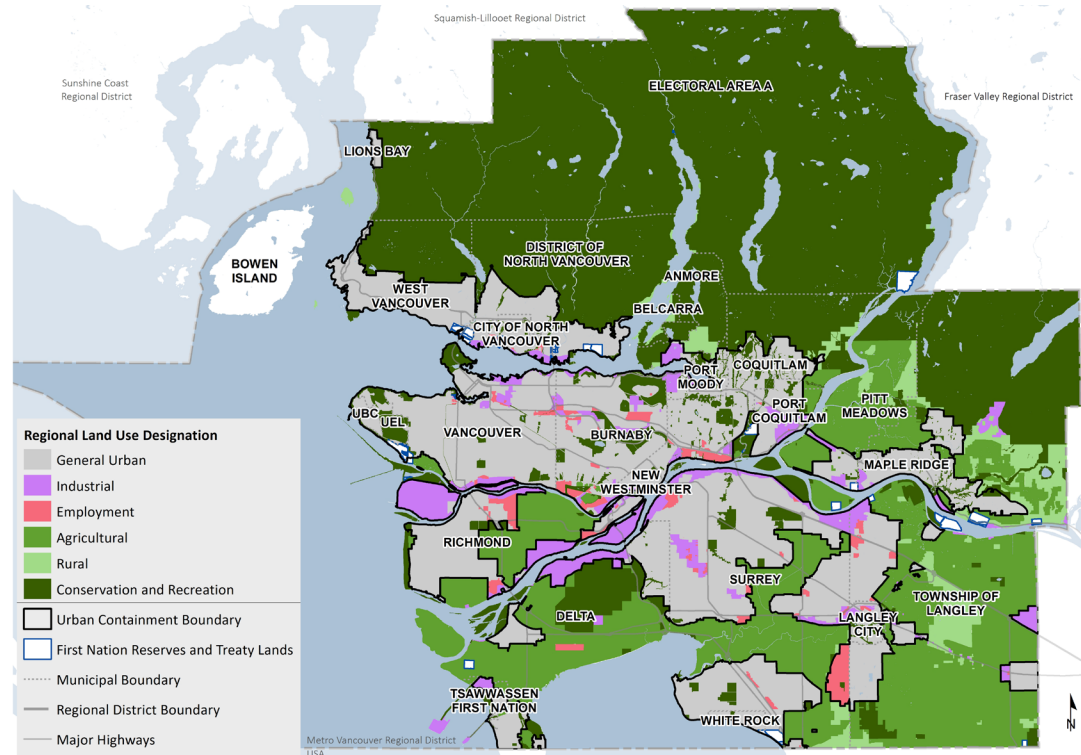 Squamish-Lillooet Regional District
Sunshine Coast
Regional District
ELECTORAL AREA A
Fraser Valley Regional District
LIONS BAY
BOWEN
ISLAND
DISTRICT OF
NORTH VANCOUVER
ANMORE
WEST
VANCOUVER
BELCARRA
CITY OF NORTH
VANCOUVER
PORT
MOODY
COQUITLAM
PORT
COQUITLAM
PITT
MEADOWS
UBC
UEL
VANCOUVER
BURNABY
MAPLE RIDGE
NEW
WESTMINSTER
RICHMOND
SURREY
TOWNSHIP OF
LANGLEY
DELTA
LANGLEY
CITY
TSAWWASSEN
FIRST NATION
WHITE ROCK
Regional Land Use Designation
General Urban
Industrial
Employment
Agricultural
Rural
Conservation and Recreation
Urban Containment Boundary
First Nation Reserves and Treaty Lands
Municipal Boundary
Regional District Boundary
Major Highways
Metro Vancouver Regional District
USA
N